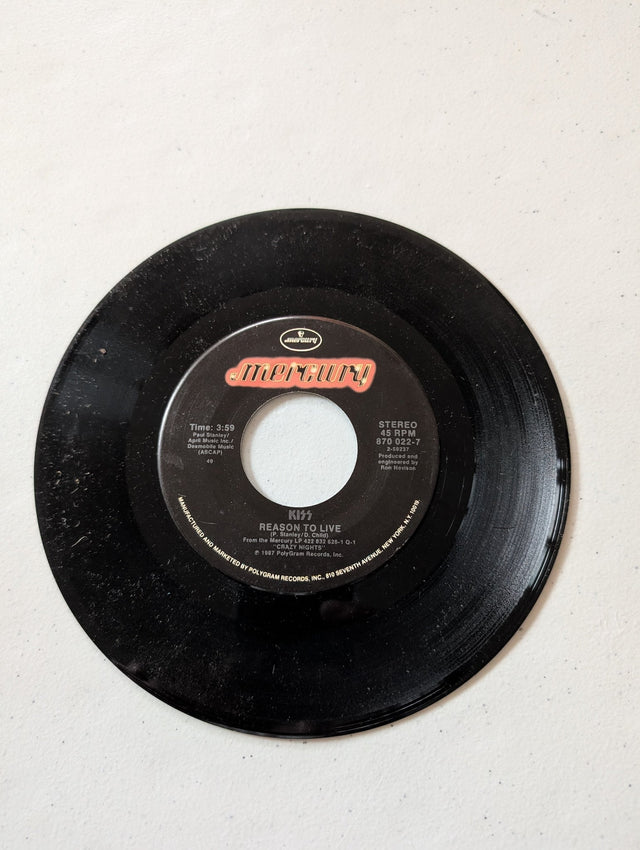 mercury
mercury
Time: 3:59
Paul Stanley/
April Music Inc./
Desmobile Music
(ASCAP)
49
STEREO
45 RPM
870 022-7
2-59237
Produced and
engineered by
Ron Nevison
KISS
REASON TO LIVE
(P. Stanley/D. Child)
From the Mercury LP 422 832 626-1 Q-1
"CRAZY NIGHTS"
℗ 1987 PolyGram Records, Inc.
MANUFACTURED AND MARKETED BY POLYGRAM RECORDS, INC., 810 SEVENTH AVENUE, NEW YORK, N.Y. 10019.